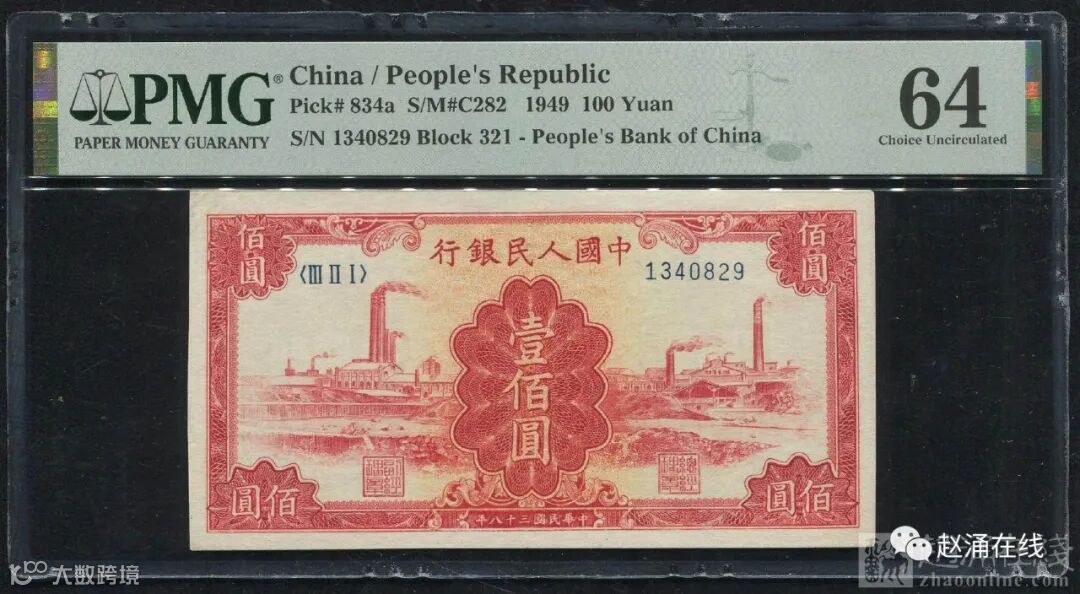 PMG®
PAPER MONEY GUARANTY
China / People's Republic
Pick# 834a S/M#C282 1949 100 Yuan
S/N 1340829 Block 321 - People's Bank of China
64
Choice Uncirculated
佰圓
行銀民人國中
佰圓
〈ⅢⅡⅠ〉
1340829
壹佰圓
圓佰
年八十三國民華中
圓佰
大数跨境
赵涌在线
zhaoonline.com